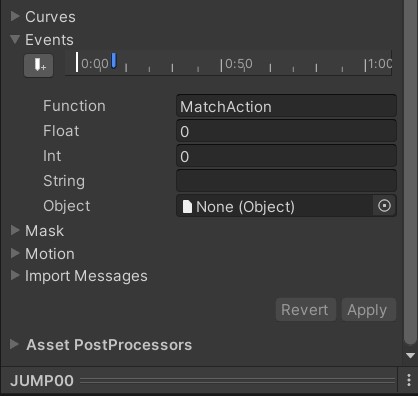 Curves
Events
0:00 0:50 1:00
Function MatchAction
Float 0
Int 0
String
Object None (Object)
Mask
Motion
Import Messages
Revert Apply
Asset PostProcessors
JUMP00